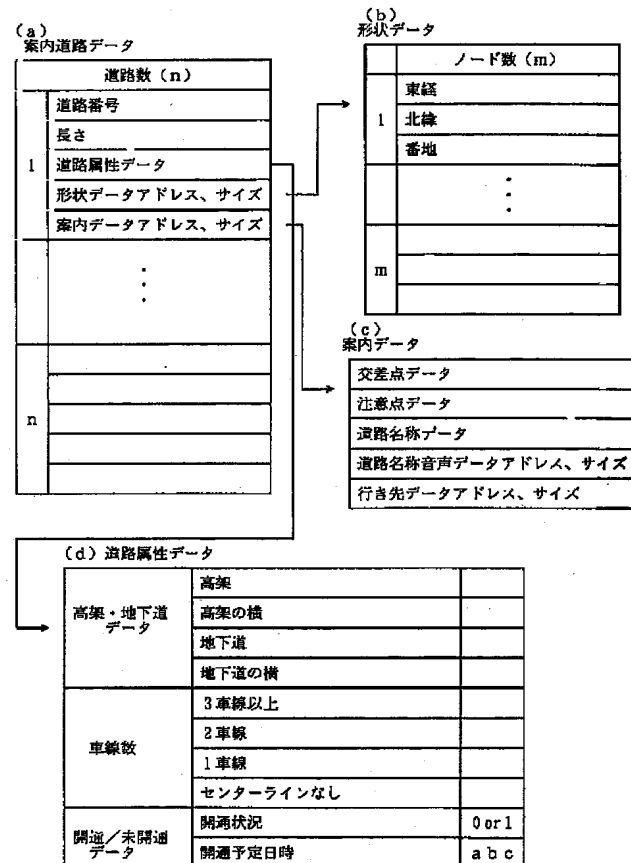 (a)
案内道路データ
道路数 (n)
1
道路番号
長さ
道路属性データ
形状データアドレス、サイズ
案内データアドレス、サイズ
n
(b)
形状データ
ノード数 (m)
1
東経
北緯
番地
m
(c)
案内データ
交差点データ
注意点データ
道路名称データ
道路名称音声データアドレス、サイズ
行き先データアドレス、サイズ
(d) 道路属性データ
高架・地下道
データ
高架
高架の横
地下道
地下道の横
車線数
3車線以上
2車線
1車線
センターラインなし
開通/未開通
データ
開通状況
0or1
開通予定日時
abc